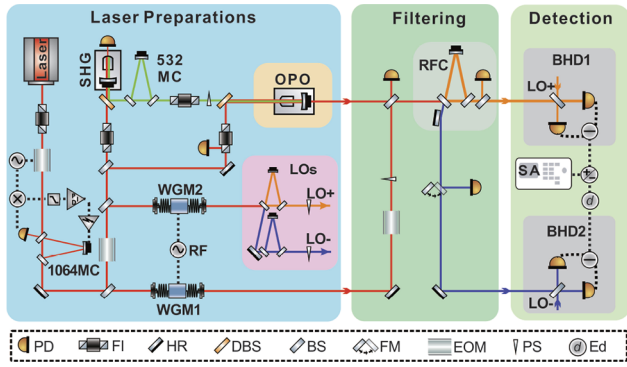 Laser Preparations
Filtering
Detection
Laser
SHG
532
MC
OPO
RFC
BHD1
LO+
LOs
WGM2
LO+
LO-
RF
SA
+
-
d
1064MC
WGM1
BHD2
LO-
PD
FI
HR
DBS
BS
FM
EOM
PS
d
Ed